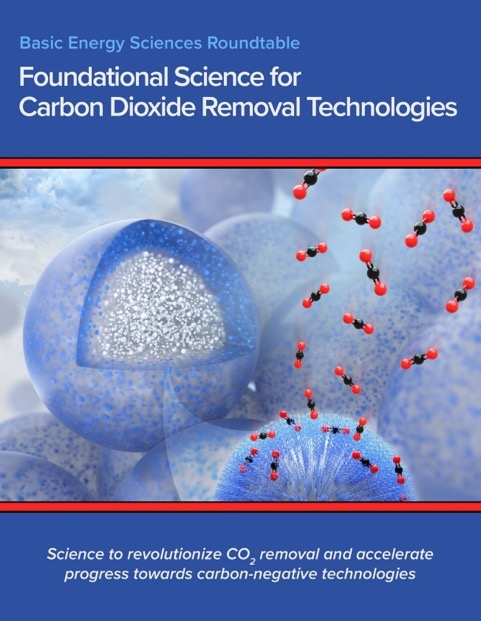 Basic Energy Sciences Roundtable
Foundational Science for
Carbon Dioxide Removal Technologies
Science to revolutionize CO₂ removal and accelerate
progress towards carbon-negative technologies